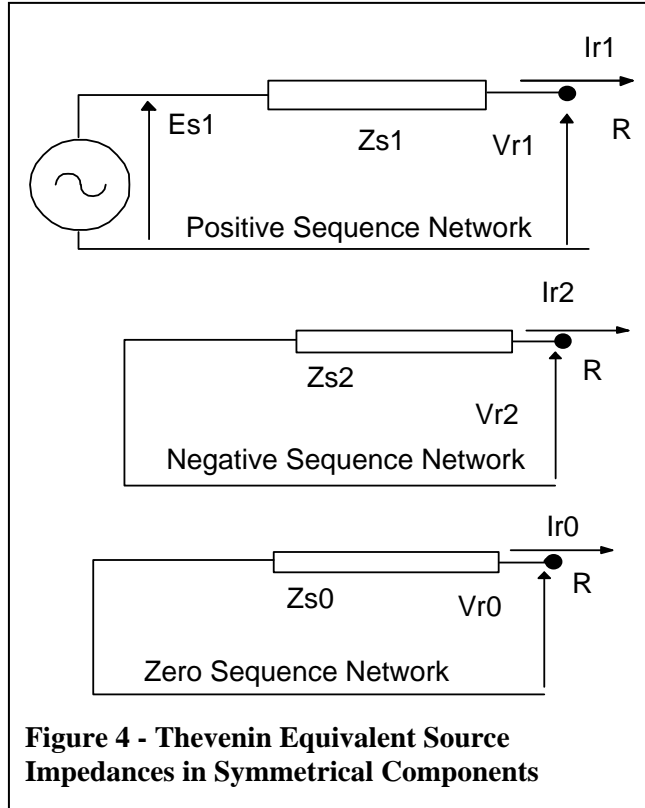 Ir1
Es1
Zs1
Vr1
R
Positive Sequence Network
Ir2
Zs2
R
Vr2
Negative Sequence Network
Ir0
Zs0
Vr0
R
Zero Sequence Network
Figure 4 - Thevenin Equivalent Source
Impedances in Symmetrical Components